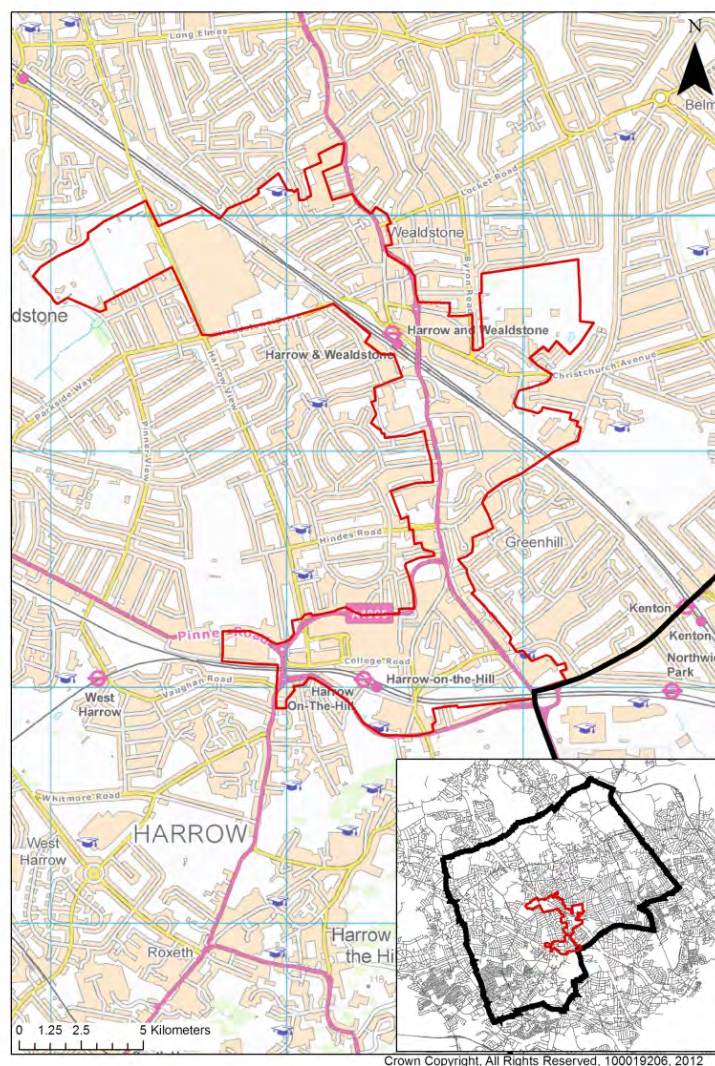 N
Long Elmes
Belm
Locket Road
Wealdstone
Byron Road
dstone
Harrow and Wealdstone
Harrow & Wealdstone
Christchurch Avenue
Parkside Way
Harrow View
Pinner View
Hindes Road
Greenhill
Kenton
Pinner Road
Kenton
College Road
Northwic
Park
Vaughan Road
Harrow-on-the-Hill
West
Harrow
Harrow
On-The-Hill
Whitmore Road
HARROW
West
Harrow
Roxeth
Harrow
the Hi
118
0 1.25 2.5 5 Kilometers
Crown Copyright, All Rights Reserved, 100019206, 2012